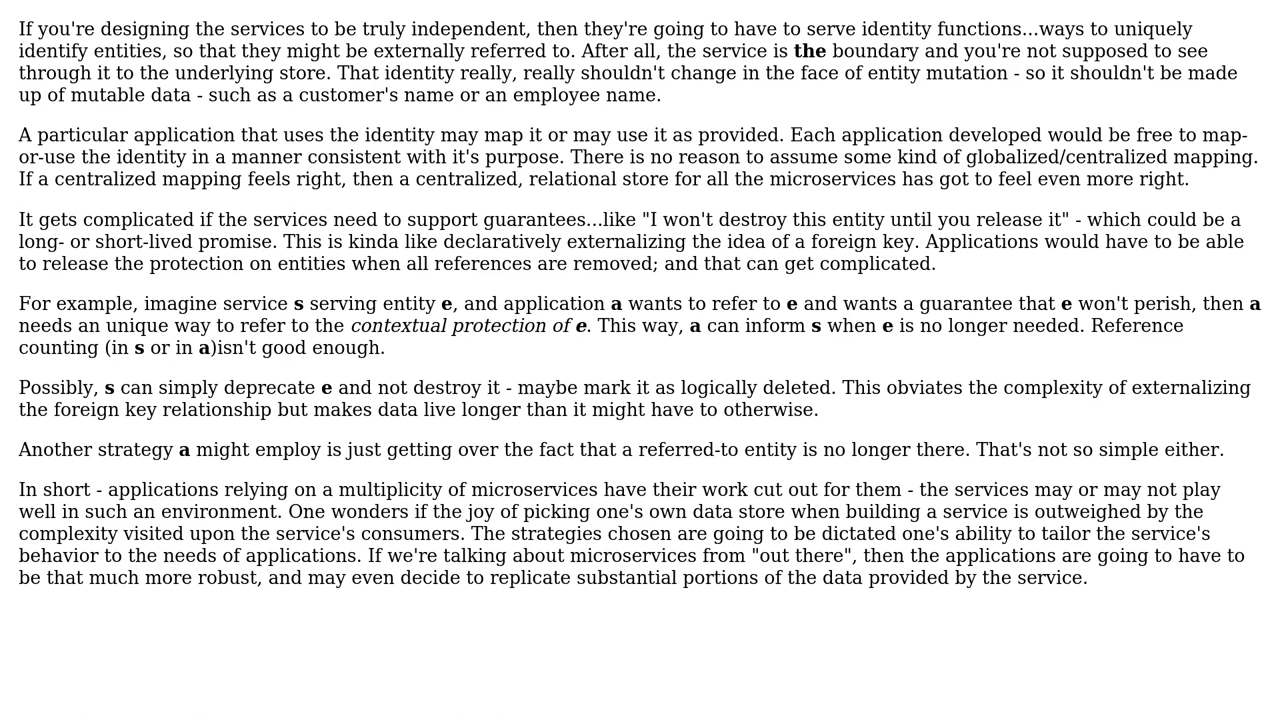 If you're designing the services to be truly independent, then they're going to have to serve identity functions...ways to uniquely
identify entities, so that they might be externally referred to. After all, the service is the boundary and you're not supposed to see
through it to the underlying store. That identity really, really shouldn't change in the face of entity mutation - so it shouldn't be made
up of mutable data - such as a customer's name or an employee name.
A particular application that uses the identity may map it or may use it as provided. Each application developed would be free to map-
or-use the identity in a manner consistent with it's purpose. There is no reason to assume some kind of globalized/centralized mapping.
If a centralized mapping feels right, then a centralized, relational store for all the microservices has got to feel even more right.
It gets complicated if the services need to support guarantees...like "I won't destroy this entity until you release it" - which could be a
long- or short-lived promise. This is kinda like declaratively externalizing the idea of a foreign key. Applications would have to be able
to release the protection on entities when all references are removed; and that can get complicated.
For example, imagine service s serving entity e, and application a wants to refer to e and wants a guarantee that e won't perish, then a
needs an unique way to refer to the contextual protection of e. This way, a can inform s when e is no longer needed. Reference
counting (in s or in a)isn't good enough.
Possibly, s can simply deprecate e and not destroy it - maybe mark it as logically deleted. This obviates the complexity of externalizing
the foreign key relationship but makes data live longer than it might have to otherwise.
Another strategy a might employ is just getting over the fact that a referred-to entity is no longer there. That's not so simple either.
In short - applications relying on a multiplicity of microservices have their work cut out for them - the services may or may not play
well in such an environment. One wonders if the joy of picking one's own data store when building a service is outweighed by the
complexity visited upon the service's consumers. The strategies chosen are going to be dictated one's ability to tailor the service's
behavior to the needs of applications. If we're talking about microservices from "out there", then the applications are going to have to
be that much more robust, and may even decide to replicate substantial portions of the data provided by the service.